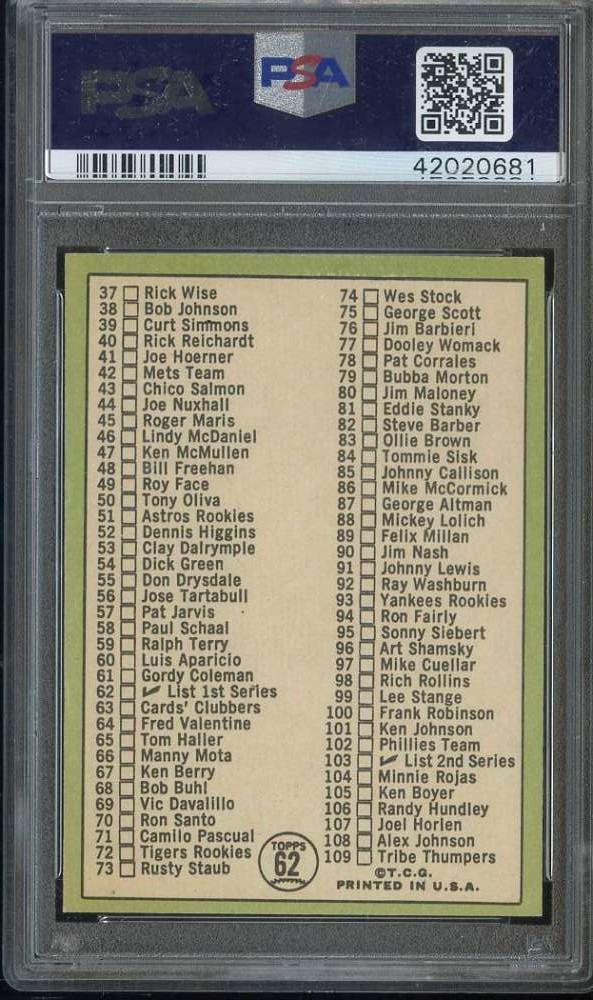 PSA
PSA
42020681
37 Rick Wise
38 Bob Johnson
39 Curt Simmons
40 Rick Reichardt
41 Joe Hoerner
42 Mets Team
43 Chico Salmon
44 Joe Nuxhall
45 Roger Maris
46 Lindy McDaniel
47 Ken McMullen
48 Bill Freehan
49 Roy Face
50 Tony Oliva
51 Astros Rookies
52 Dennis Higgins
53 Clay Dalrymple
54 Dick Green
55 Don Drysdale
56 Jose Tartabull
57 Pat Jarvis
58 Paul Schaal
59 Ralph Terry
60 Luis Aparicio
61 Gordy Coleman
62 ✔ List 1st Series
63 Cards' Clubbers
64 Fred Valentine
65 Tom Haller
66 Manny Mota
67 Ken Berry
68 Bob Buhl
69 Vic Davalillo
70 Ron Santo
71 Camilo Pascual
72 Tigers Rookies
73 Rusty Staub
74 Wes Stock
75 George Scott
76 Jim Barbieri
77 Dooley Womack
78 Pat Corrales
79 Bubba Morton
80 Jim Maloney
81 Eddie Stanky
82 Steve Barber
83 Ollie Brown
84 Tommie Sisk
85 Johnny Callison
86 Mike McCormick
87 George Altman
88 Mickey Lolich
89 Felix Millan
90 Jim Nash
91 Johnny Lewis
92 Ray Washburn
93 Yankees Rookies
94 Ron Fairly
95 Sonny Siebert
96 Art Shamsky
97 Mike Cuellar
98 Rich Rollins
99 Lee Stange
100 Frank Robinson
101 Ken Johnson
102 Phillies Team
103 ✔ List 2nd Series
104 Minnie Rojas
105 Ken Boyer
106 Randy Hundley
107 Joel Horlen
108 Alex Johnson
109 Tribe Thumpers
TOPPS
62
©T.C.G.
PRINTED IN U.S.A.